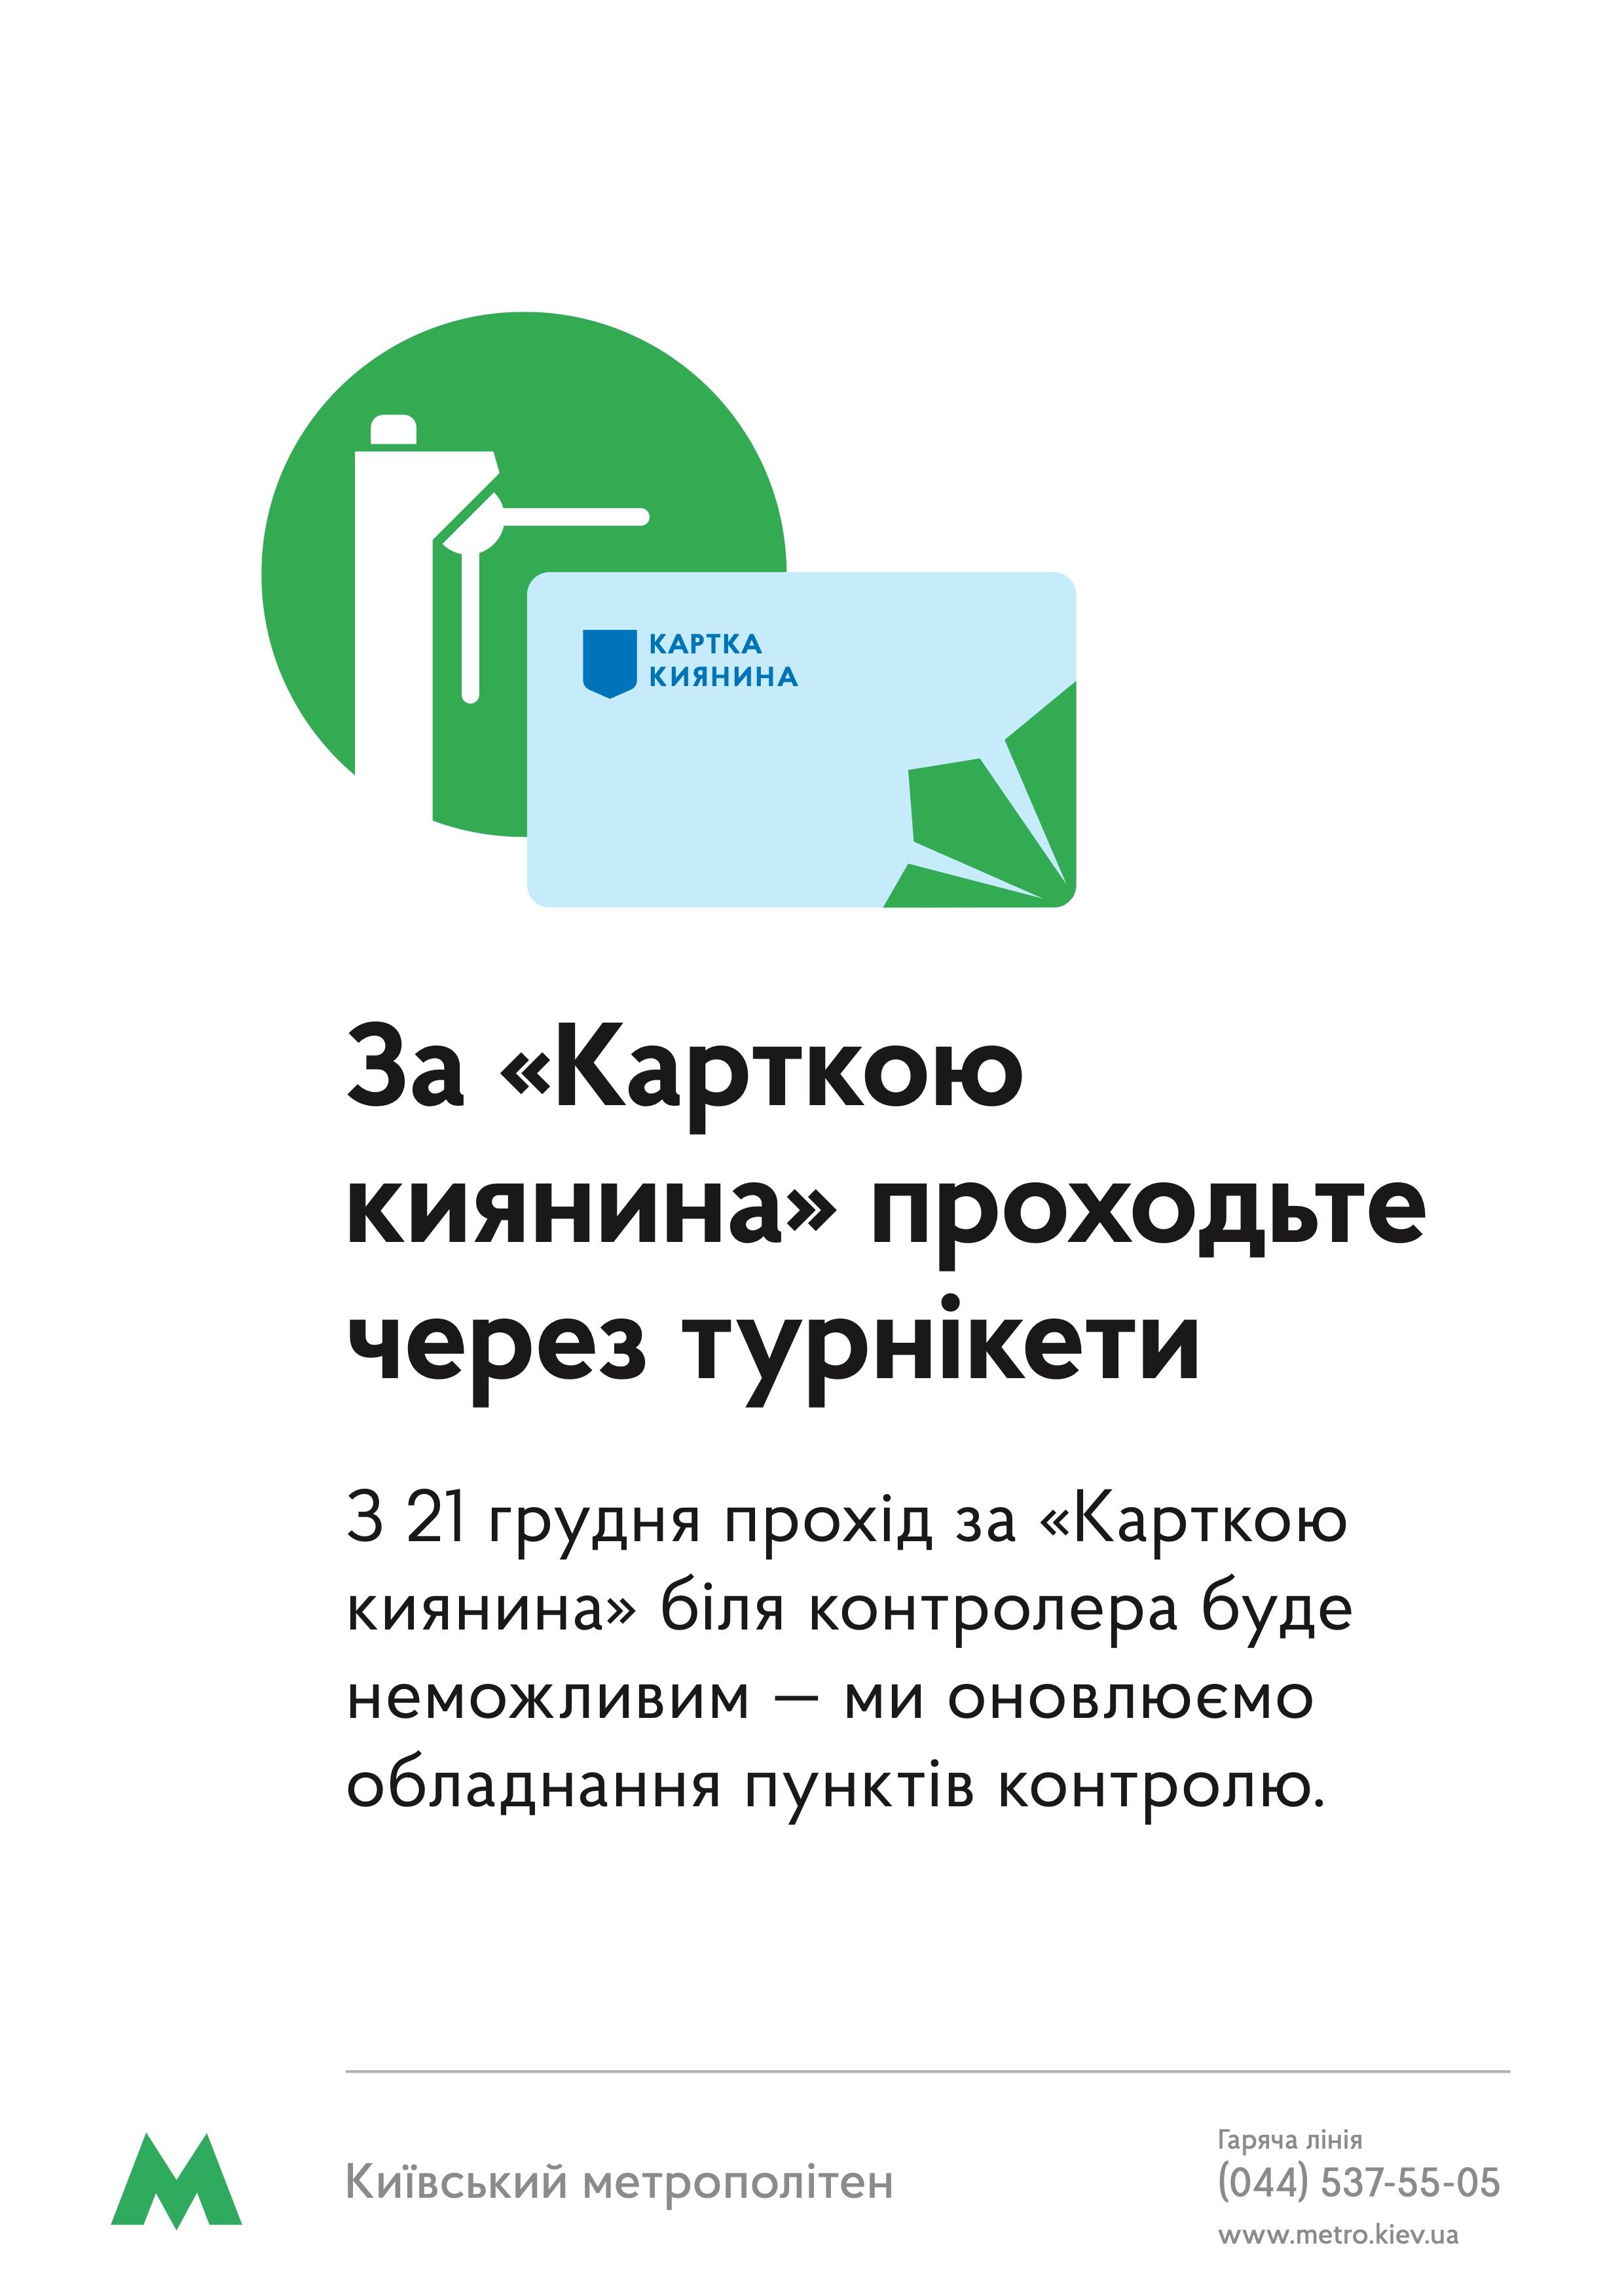 КАРТКА
КИЯНИНА
За «Карткою
киянина» проходьте
через турнікети
З 21 грудня прохід за «Карткою
киянина» біля контролера буде
неможливим — ми оновлюємо
обладнання пунктів контролю.
Київський метрополітен
Гаряча лінія
(044) 537-55-05
www.metro.kiev.ua